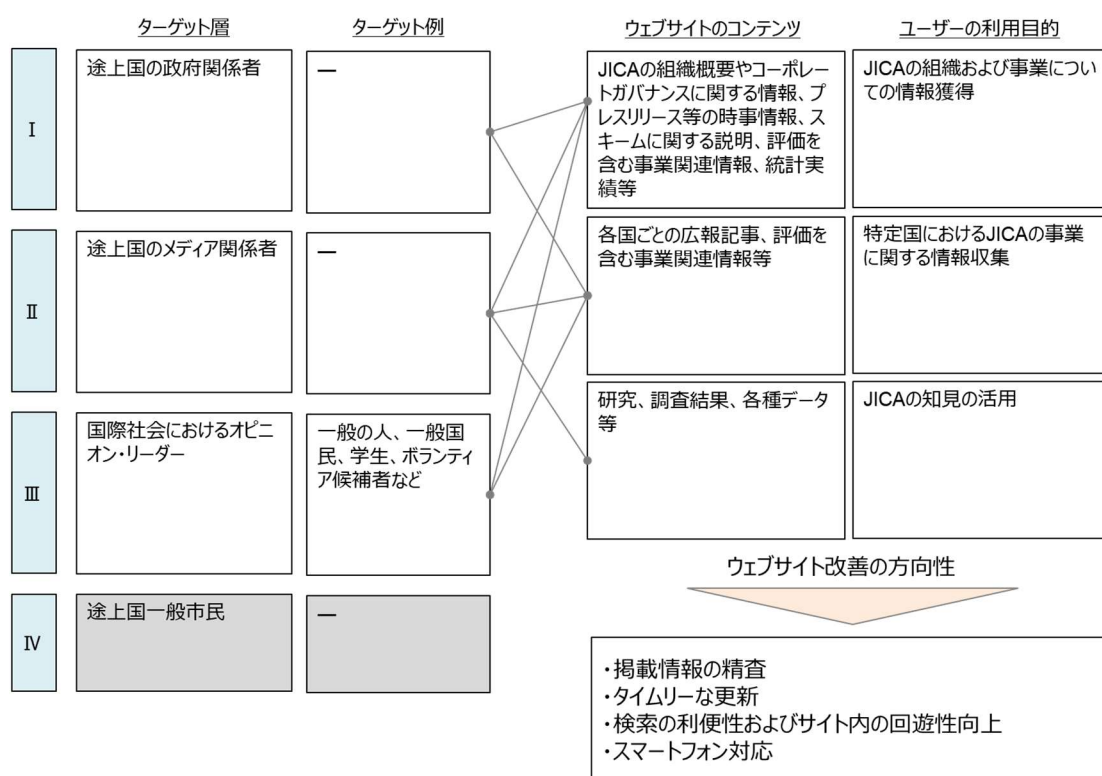 ターゲット層
ターゲット例
ウェブサイトのコンテンツ
ユーザーの利用目的
Ⅰ
途上国の政府関係者
―
JICAの組織概要やコーポレー
トガバナンスに関する情報、プ
レスリリース等の時事情報、ス
キームに関する説明、評価を
含む事業関連情報、統計実
績等
JICAの組織および事業につい
ての情報獲得
Ⅱ
途上国のメディア関係者
―
各国ごとの広報記事、評価を
含む事業関連情報等
特定国におけるJICAの事業
に関する情報収集
Ⅲ
国際社会におけるオピニ
オン・リーダー
一般の人、一般国
民、学生、ボランティ
ア候補者など
研究、調査結果、各種データ
等
JICAの知見の活用
Ⅳ
途上国一般市民
―
ウェブサイト改善の方向性
・掲載情報の精査
・タイムリーな更新
・検索の利便性およびサイト内の回遊性向上
・スマートフォン対応